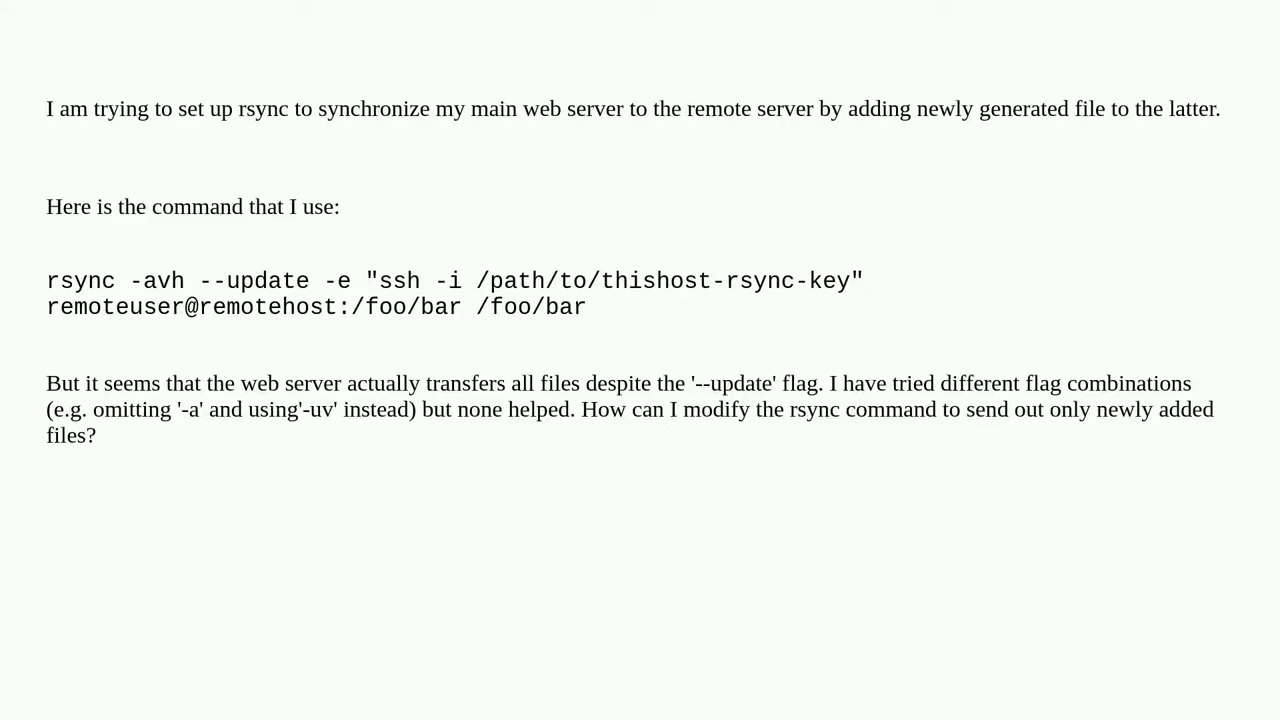 I am trying to set up rsync to synchronize my main web server to the remote server by adding newly generated file to the latter.
Here is the command that I use:
rsync -avh --update -e "ssh -i /path/to/thishost-rsync-key"
remoteuser@remotehost:/foo/bar /foo/bar
But it seems that the web server actually transfers all files despite the '--update' flag. I have tried different flag combinations
(e.g. omitting '-a' and using'-uv' instead) but none helped. How can I modify the rsync command to send out only newly added
files?